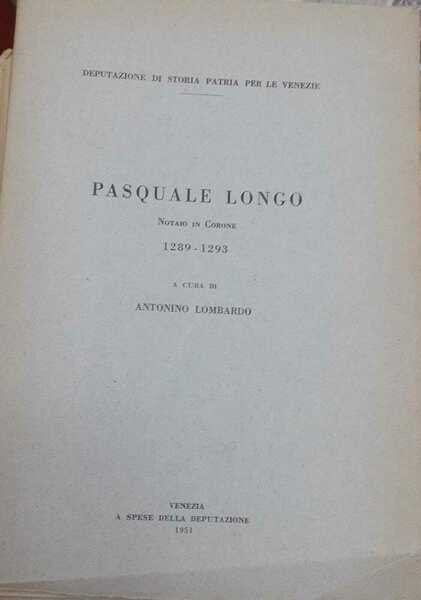 DEPUTAZIONE DI STORIA PATRIA PER LE VENEZIE
PASQUALE LONGO
NOTAIO IN CORONE
1289 - 1293
A CURA DI
ANTONINO LOMBARDO
VENEZIA
A SPESE DELLA DEPUTAZIONE
1951